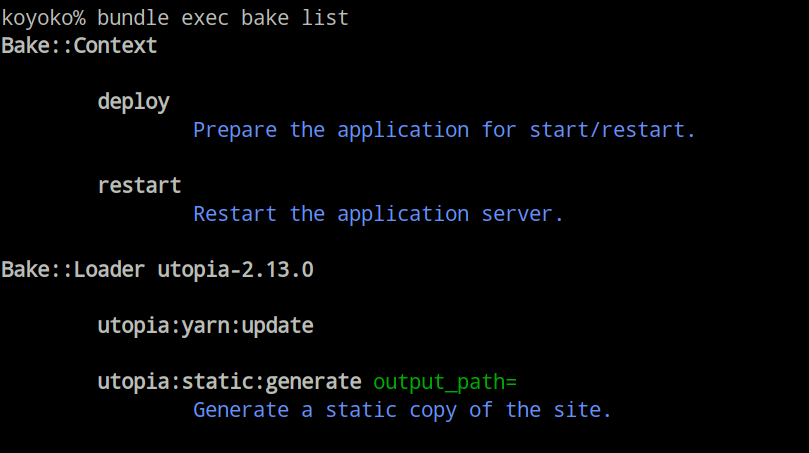 koyoko% bundle exec bake list
Bake::Context
deploy
Prepare the application for start/restart.
restart
Restart the application server.
Bake::Loader utopia-2.13.0
utopia:yarn:update
utopia:static:generate output_path=
Generate a static copy of the site.